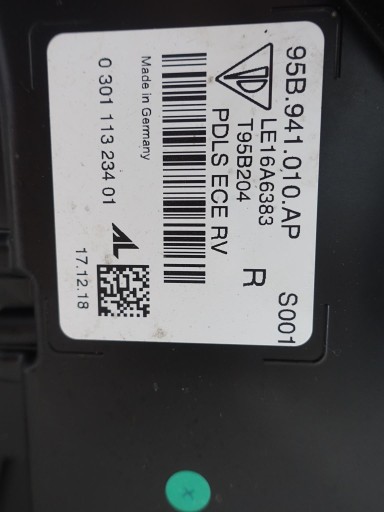 95B.941.010.AP S001
LE16A6383
T95B204 R
PDLS ECE RV
Made in Germany
0 301 113 234 01
AL
17.12.18